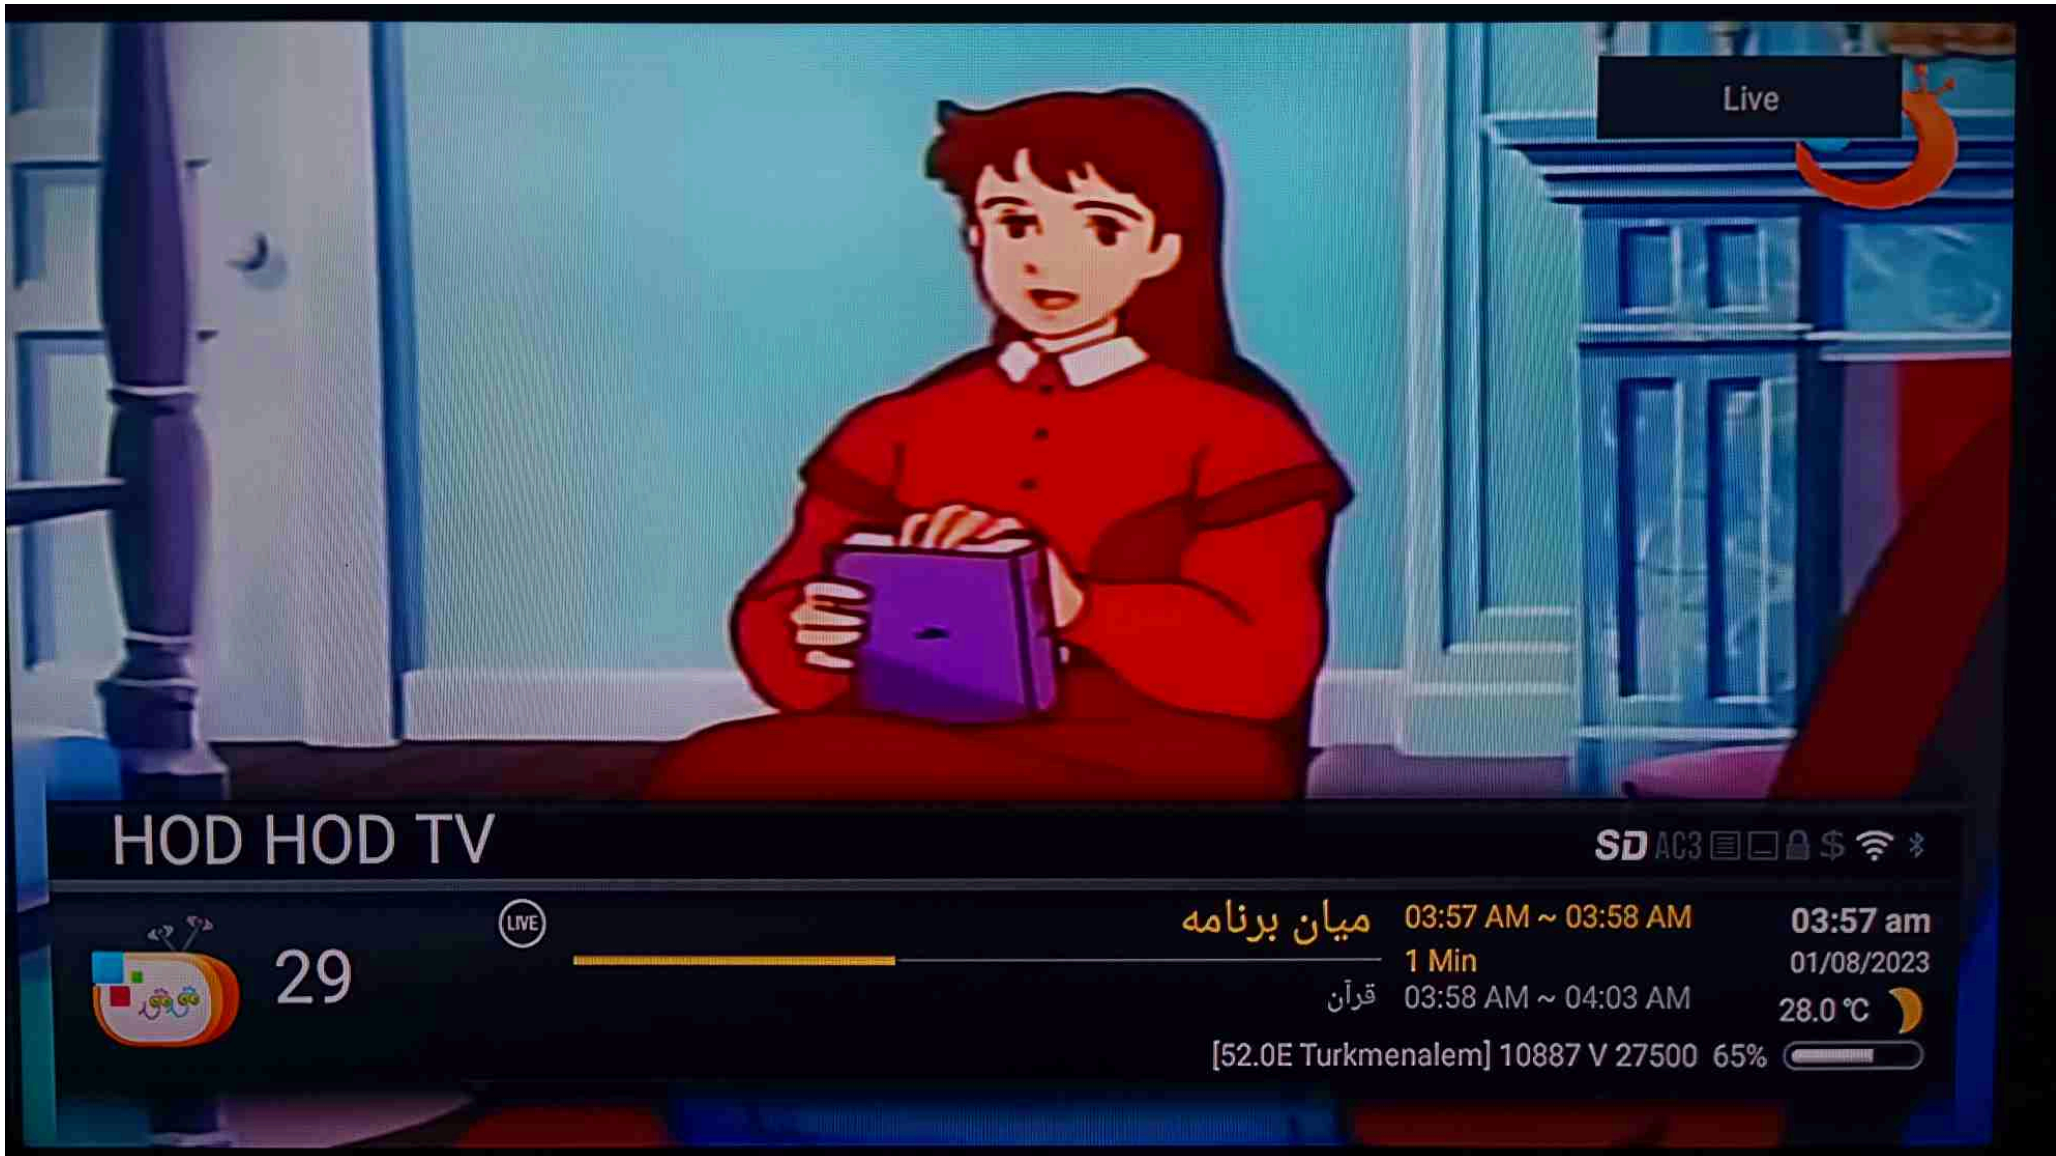 Live
HOD HOD TV
SD AC3 $
29
LIVE
میان برنامه 03:57 AM ~ 03:58 AM
1 Min
قرآن 03:58 AM ~ 04:03 AM
03:57 am
01/08/2023
28.0 °C
[52.0E Turkmenalem] 10887 V 27500 65%